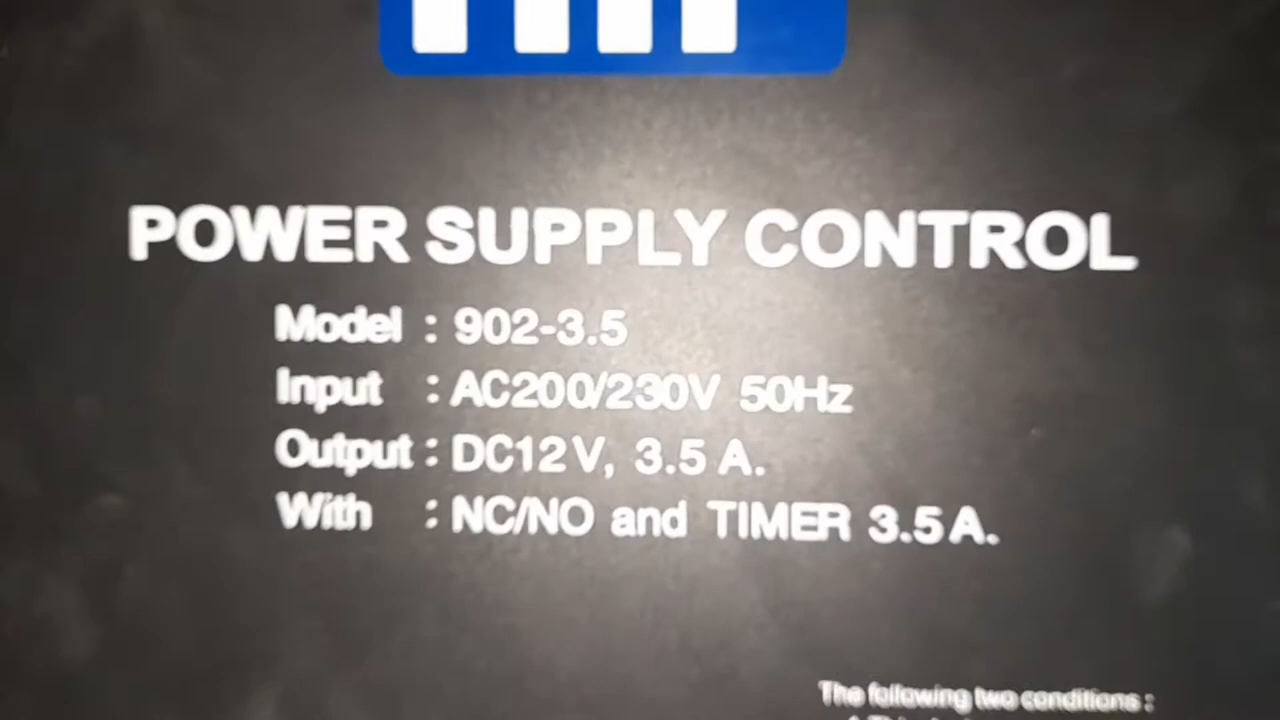 POWER SUPPLY CONTROL
Model : 902-3.5
Input : AC200/230V 50Hz
Output : DC12V, 3.5 A.
With : NC/NO and TIMER 3.5A.
The following two conditions :